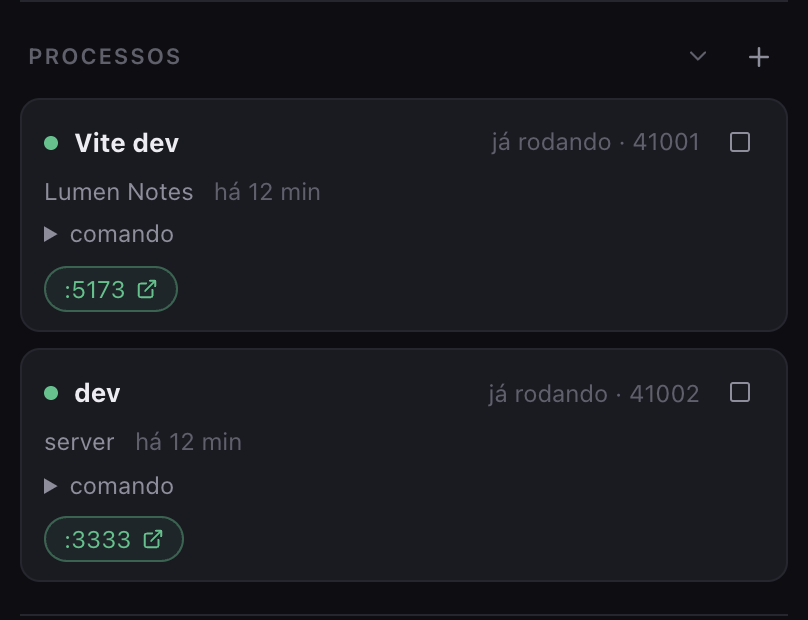 PROCESSOS
Vite dev já rodando · 41001
Lumen Notes há 12 min
comando
:5173
dev já rodando · 41002
server há 12 min
comando
:3333